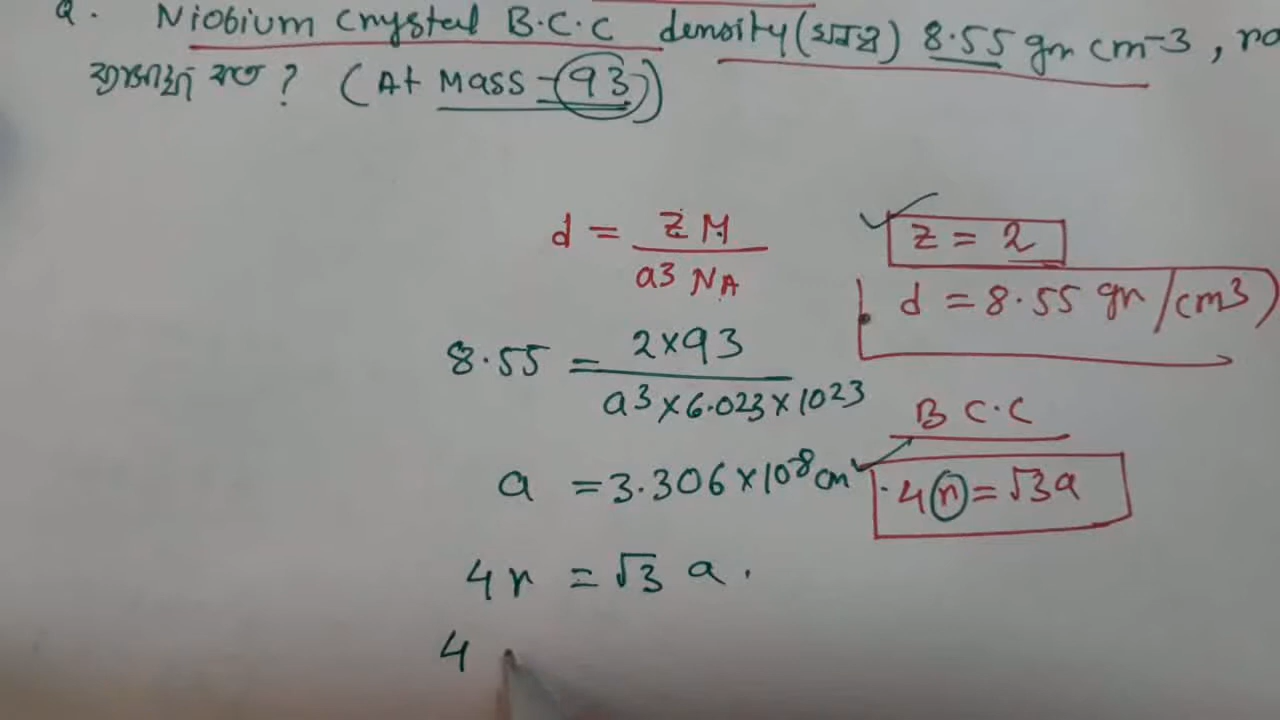 Q. Niobium crystal B.C.C density (ঘনত্ব) 8.55 gm cm-3,
ব্যাসার্ধ কত ? (At Mass - 93)
d = ZM / a3 NA
z = 2
d = 8.55 gm/cm3
8.55 = 2×93 / a3×6.023×1023
B C.C
a = 3.306×10-8 cm
4r = √3a
4r = √3 a.
4